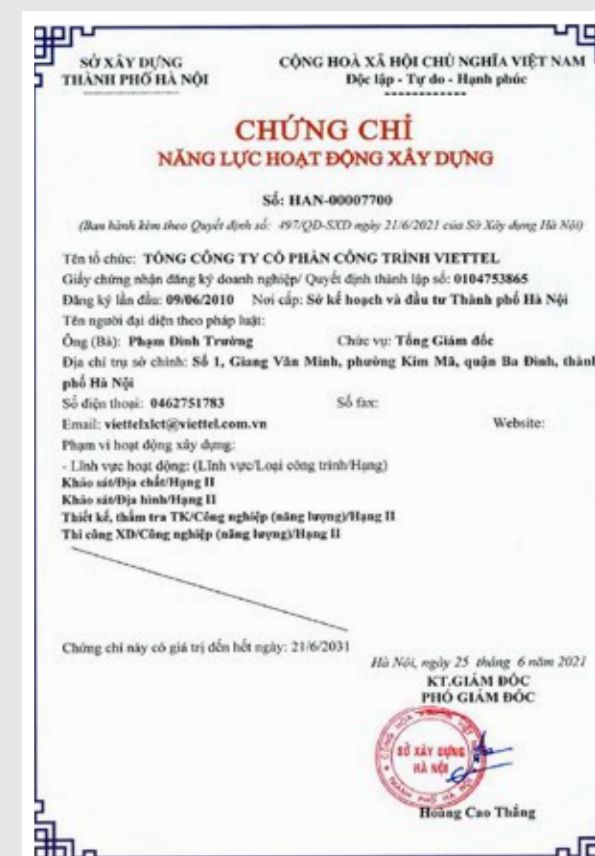 SỞ XÂY DỰNG
THÀNH PHỐ HÀ NỘI
CỘNG HOÀ XÃ HỘI CHỦ NGHĨA VIỆT NAM
Độc lập - Tự do - Hạnh phúc
CHỨNG CHỈ
NĂNG LỰC HOẠT ĐỘNG XÂY DỰNG
Số: HAN-00007700
(Ban hành kèm theo Quyết định số: 497/QD-SXD ngày 21/6/2021 của Sở Xây dựng Hà Nội)
Tên tổ chức: TỔNG CÔNG TY CỔ PHẦN CÔNG TRÌNH VIETTEL
Giấy chứng nhận đăng ký doanh nghiệp/ Quyết định thành lập số: 0104753865
Đăng ký lần đầu: 09/06/2010 Nơi cấp: Sở kế hoạch và đầu tư Thành phố Hà Nội
Tên người đại diện theo pháp luật:
Ông (Bà): Phạm Đình Trường Chức vụ: Tổng Giám đốc
Địa chỉ trụ sở chính: Số 1, Giang Văn Minh, phường Kim Mã, quận Ba Đình, thành
phố Hà Nội
Số điện thoại: 0462751783 Số fax:
Email: viettelxlct@viettel.com.vn Website:
Phạm vi hoạt động xây dựng:
- Lĩnh vực hoạt động: (Lĩnh vực/Loại công trình/Hạng)
Khảo sát/Địa chất/Hạng II
Khảo sát/Địa hình/Hạng II
Thiết kế, thẩm tra TK/Công nghiệp (năng lượng)/Hạng II
Thi công XD/Công nghiệp (năng lượng)/Hạng II
Chứng chỉ này có giá trị đến hết ngày: 21/6/2031
Hà Nội, ngày 25 tháng 6 năm 2021
KT.GIÁM ĐỐC
PHÓ GIÁM ĐỐC
SỞ XÂY DỰNG
HÀ NỘI
Hoàng Cao Thắng